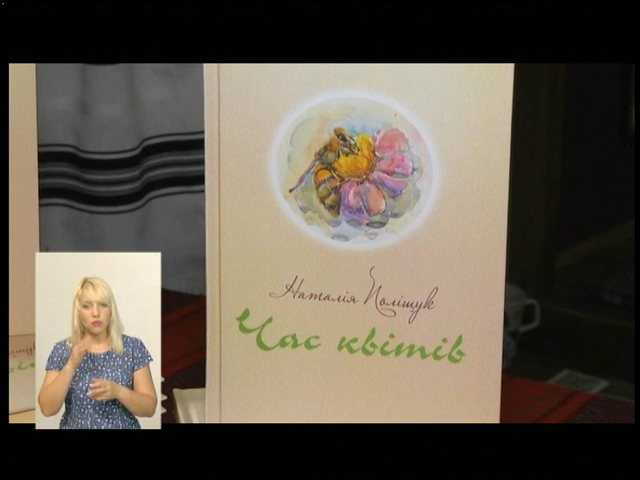 Наталія Поліщук
Час квітів